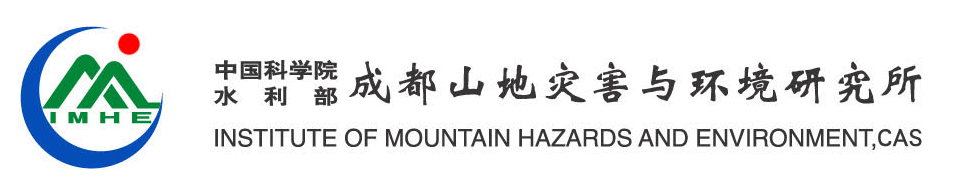 IMHE
中国科学院
水利部
成都山地灾害与环境研究所
INSTITUTE OF MOUNTAIN HAZARDS AND ENVIRONMENT,CAS